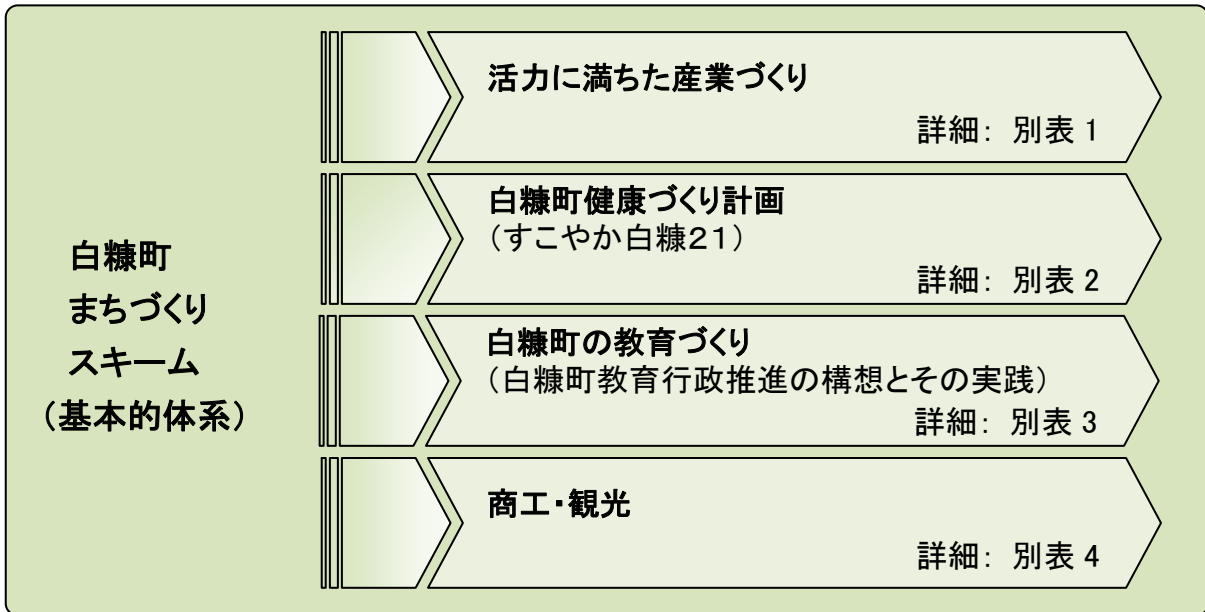 白糠町
まちづくり
スキーム
（基本的体系）
活力に満ちた産業づくり
詳細： 別表 1
白糠町健康づくり計画
（すこやか白糠２１）
詳細： 別表 2
白糠町の教育づくり
（白糠町教育行政推進の構想とその実践）
詳細： 別表 3
商工・観光
詳細： 別表 4